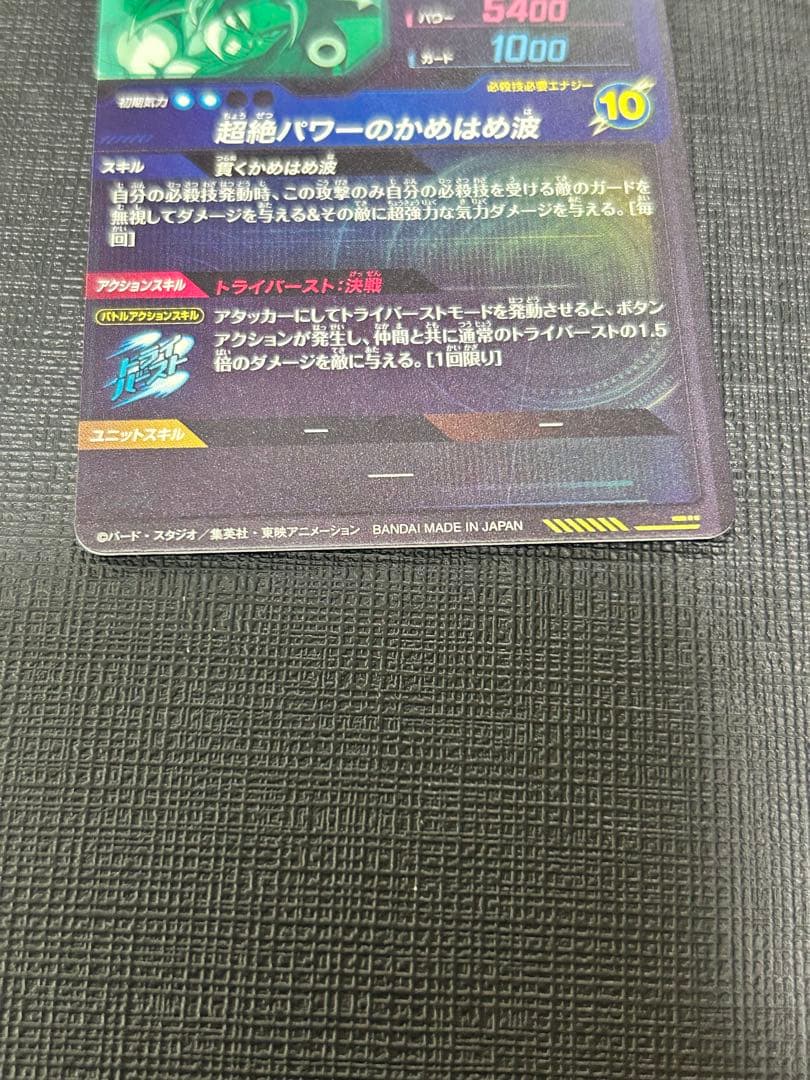 パワー 5400
ガード 1000
初期気力
必殺技必要エナジー 10
超絶パワーのかめはめ波
スキル 貫くかめはめ波
自分の必殺技発動時、この攻撃のみ自分の必殺技を受ける敵のガードを
無視してダメージを与える&その敵に超強力な気力ダメージを与える。[毎
回]
アクションスキル トライバースト:決戦
バトルアクションスキル
トライ
バースト
アタッカーにしてトライバーストモードを発動させると、ボタン
アクションが発生し、仲間と共に通常のトライバーストの1.5
倍のダメージを敵に与える。[1回限り]
ユニットスキル — —
—
©バード・スタジオ/集英社・東映アニメーション BANDAI MADE IN JAPAN